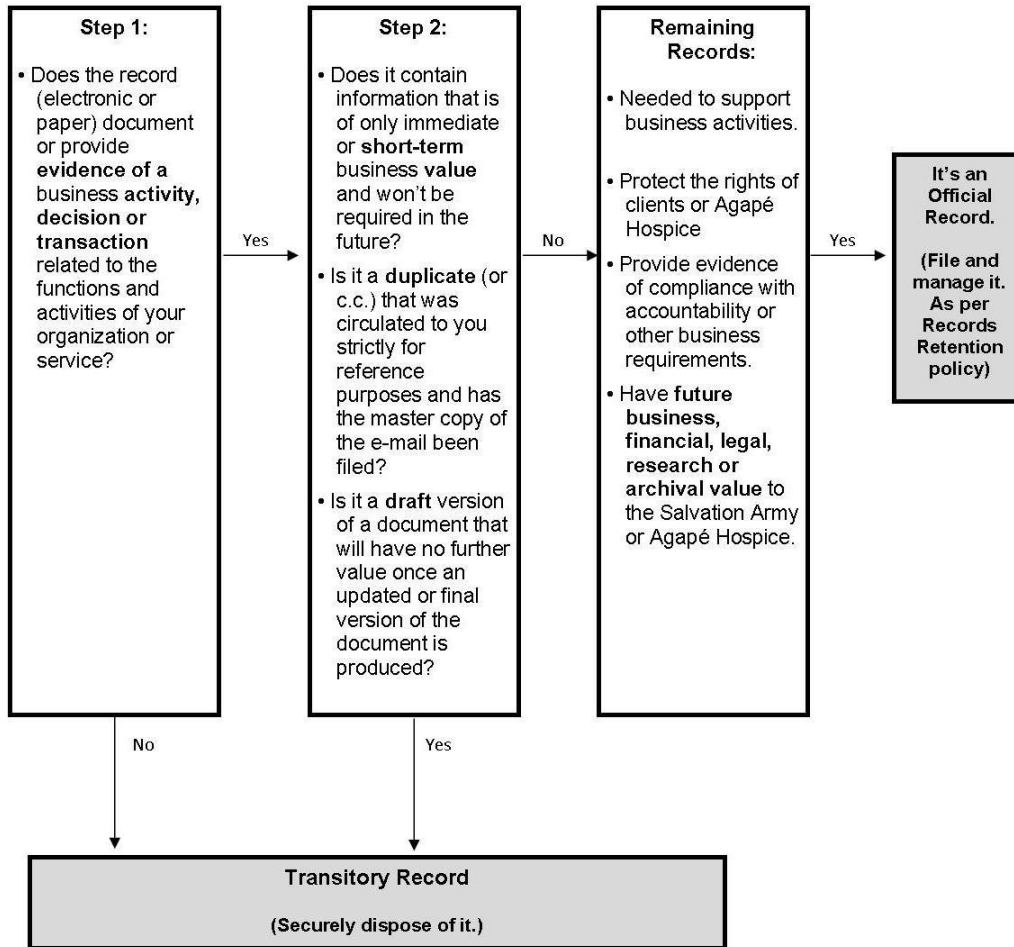 Step 1:
• Does the record
(electronic or
paper) document
or provide
evidence of a
business activity,
decision or
transaction
related to the
functions and
activities of your
organization or
service?
Yes
No
Step 2:
• Does it contain
information that is
of only immediate
or short-term
business value
and won't be
required in the
future?
• Is it a duplicate (or
c.c.) that was
circulated to you
strictly for
reference
purposes and has
the master copy of
the e-mail been
filed?
• Is it a draft version
of a document that
will have no further
value once an
updated or final
version of the
document is
produced?
No
Yes
Remaining
Records:
• Needed to support
business activities.
• Protect the rights of
clients or Agapé
Hospice
• Provide evidence
of compliance with
accountability or
other business
requirements.
• Have future
business,
financial, legal,
research or
archival value to
the Salvation Army
or Agapé Hospice.
Yes
It's an
Official
Record.
(File and
manage it.
As per
Records
Retention
policy)
Transitory Record
(Securely dispose of it.)